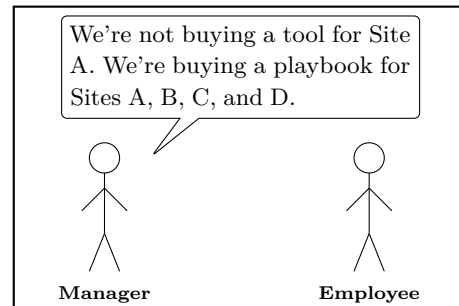 We're not buying a tool for Site
A. We're buying a playbook for
Sites A, B, C, and D.
Manager
Employee